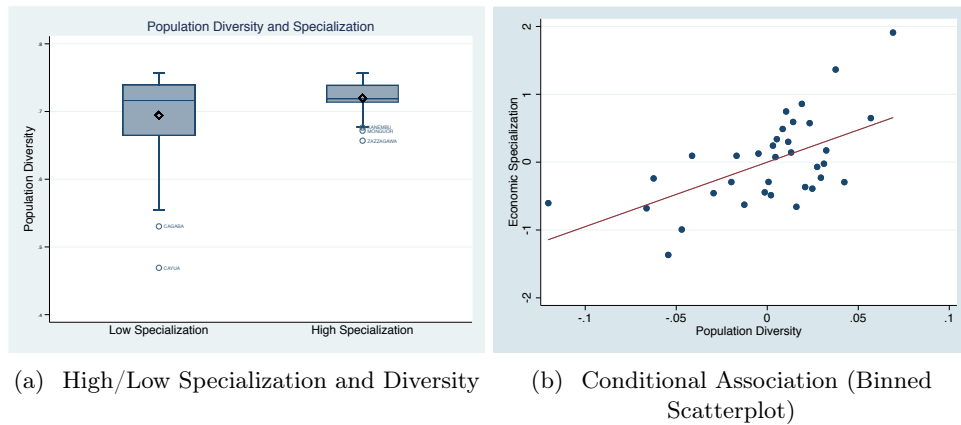 Population Diversity and Specialization
Population Diversity
.8
.7
.6
.5
.4
KANEMBU
MONGUOR
ZAZZAGAWA
CAGABA
CAYUA
Low Specialization
High Specialization
Economic Specialization
2
1
0
-1
-2
-.1
-.05
0
.05
.1
Population Diversity
(a) High/Low Specialization and Diversity
(b) Conditional Association (Binned
Scatterplot)